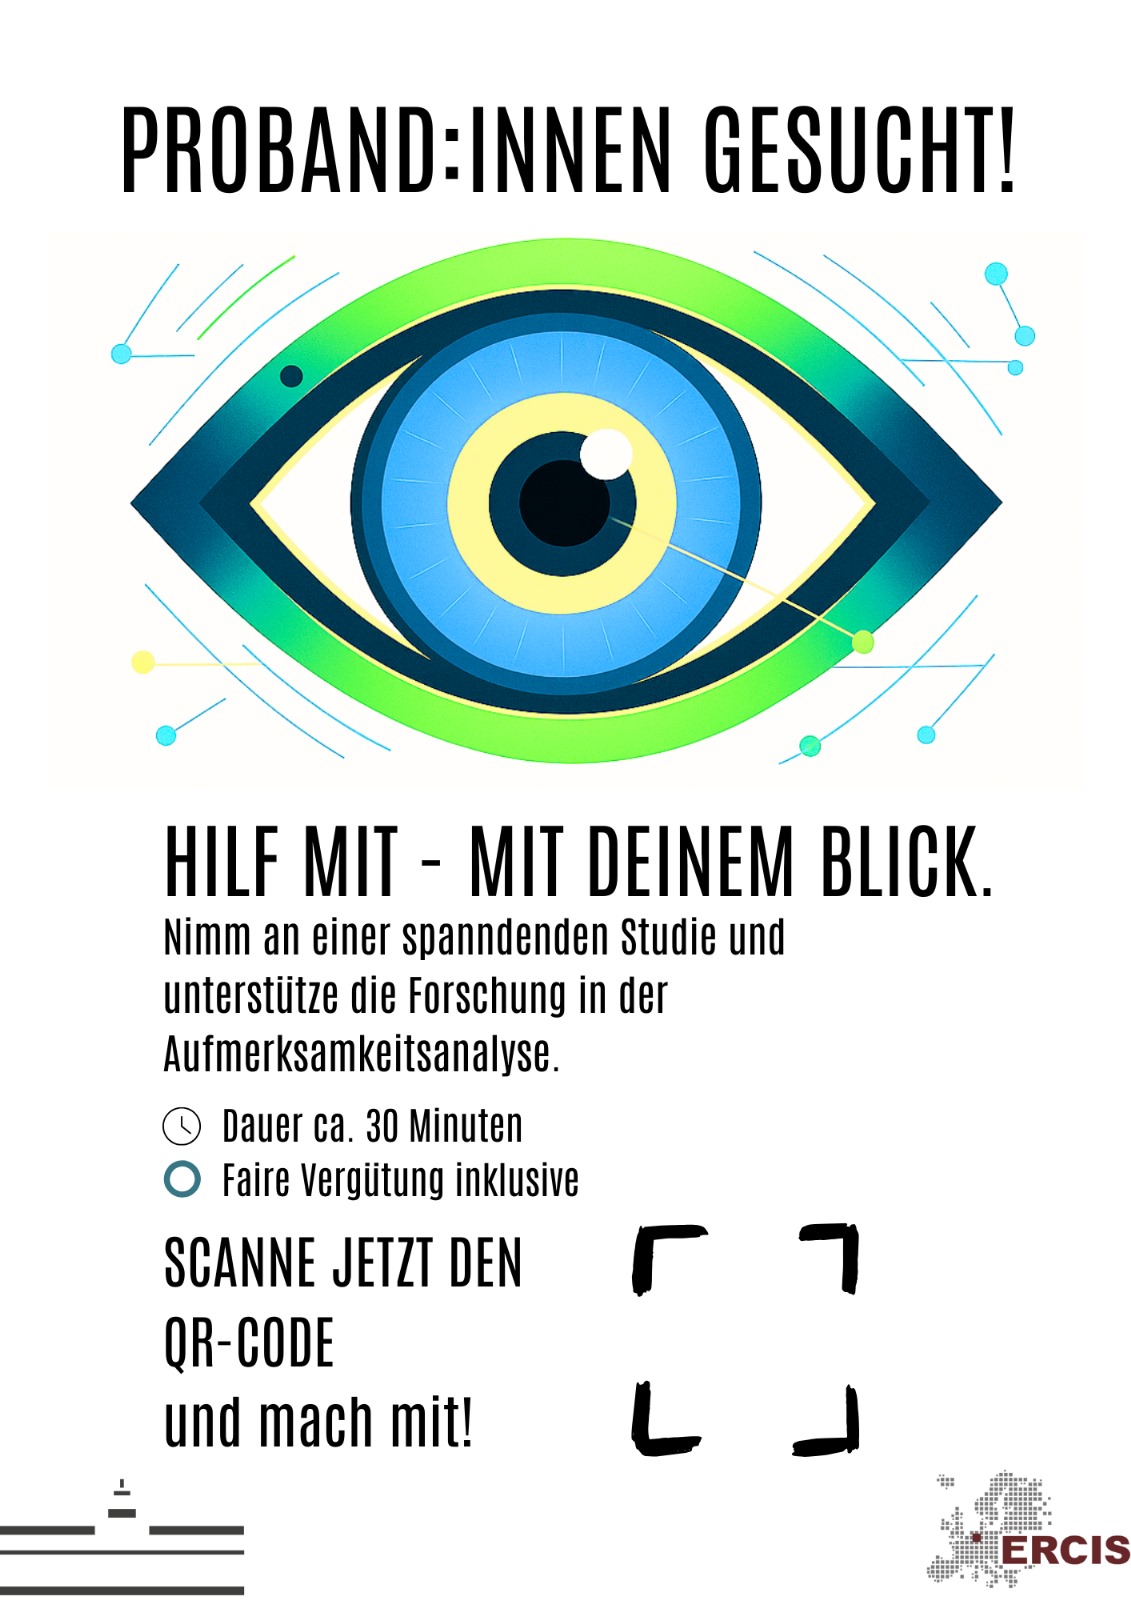 PROBAND:INNEN GESUCHT!
HILF MIT - MIT DEINEM BLICK.
Nimm an einer spanndenden Studie und
unterstütze die Forschung in der
Aufmerksamkeitsanalyse.
Dauer ca. 30 Minuten
Faire Vergütung inklusive
SCANNE JETZT DEN
QR-CODE
und mach mit!
ERCIS